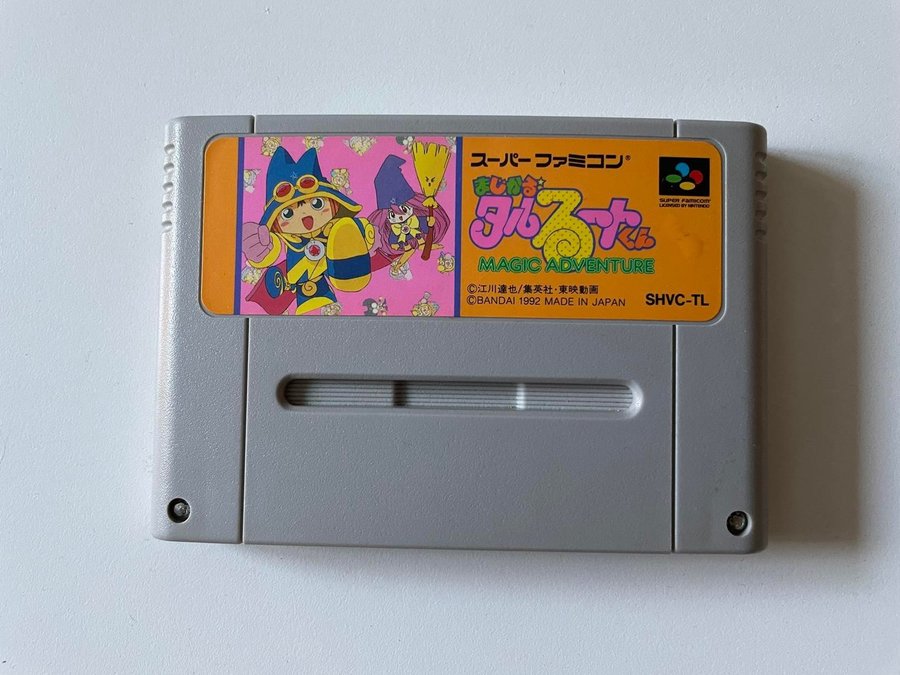 スーパーファミコン®
SUPER FAMICOM
LICENSED BY NINTENDO
まじかる
タルるートくん
MAGIC ADVENTURE
©江川達也/集英社・東映動画
©BANDAI 1992 MADE IN JAPAN
SHVC-TL